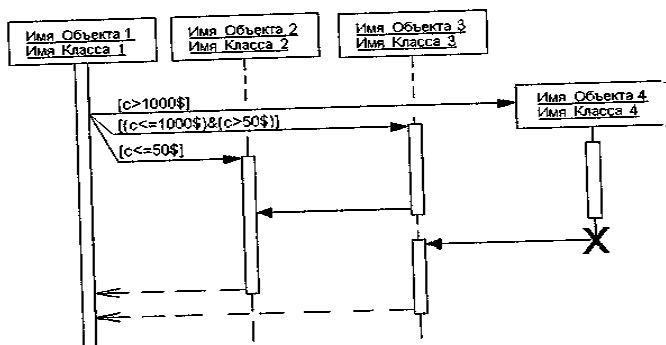 Имя Объекта 1
Имя Класса 1
Имя Объекта 2
Имя Класса 2
Имя Объекта 3
Имя Класса 3
Имя Объекта 4
Имя Класса 4
[c>1000$]
[(c<=1000$)&(c>50$)]
[c<=50$]